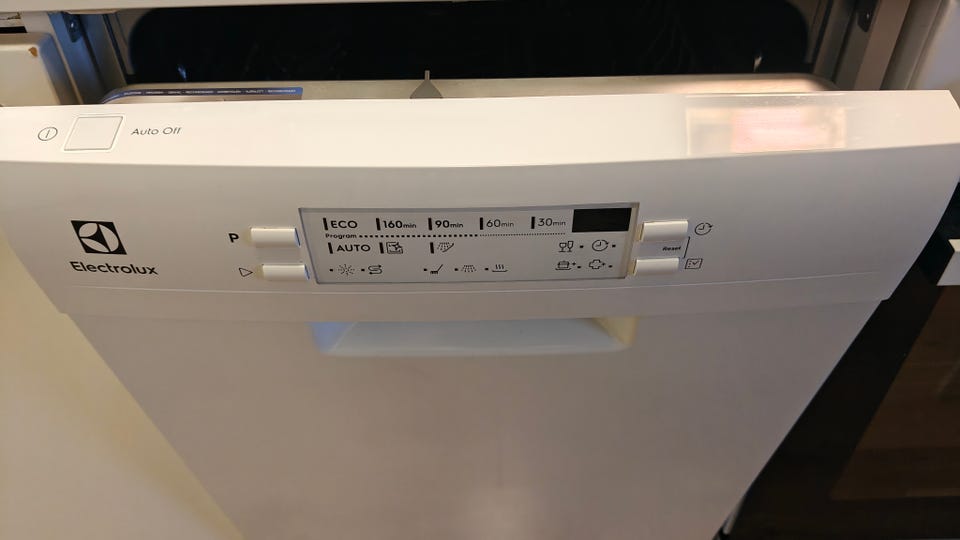 Auto Off
Electrolux
P
ECO 160min 90min 60min 30min
Program
AUTO
Reset